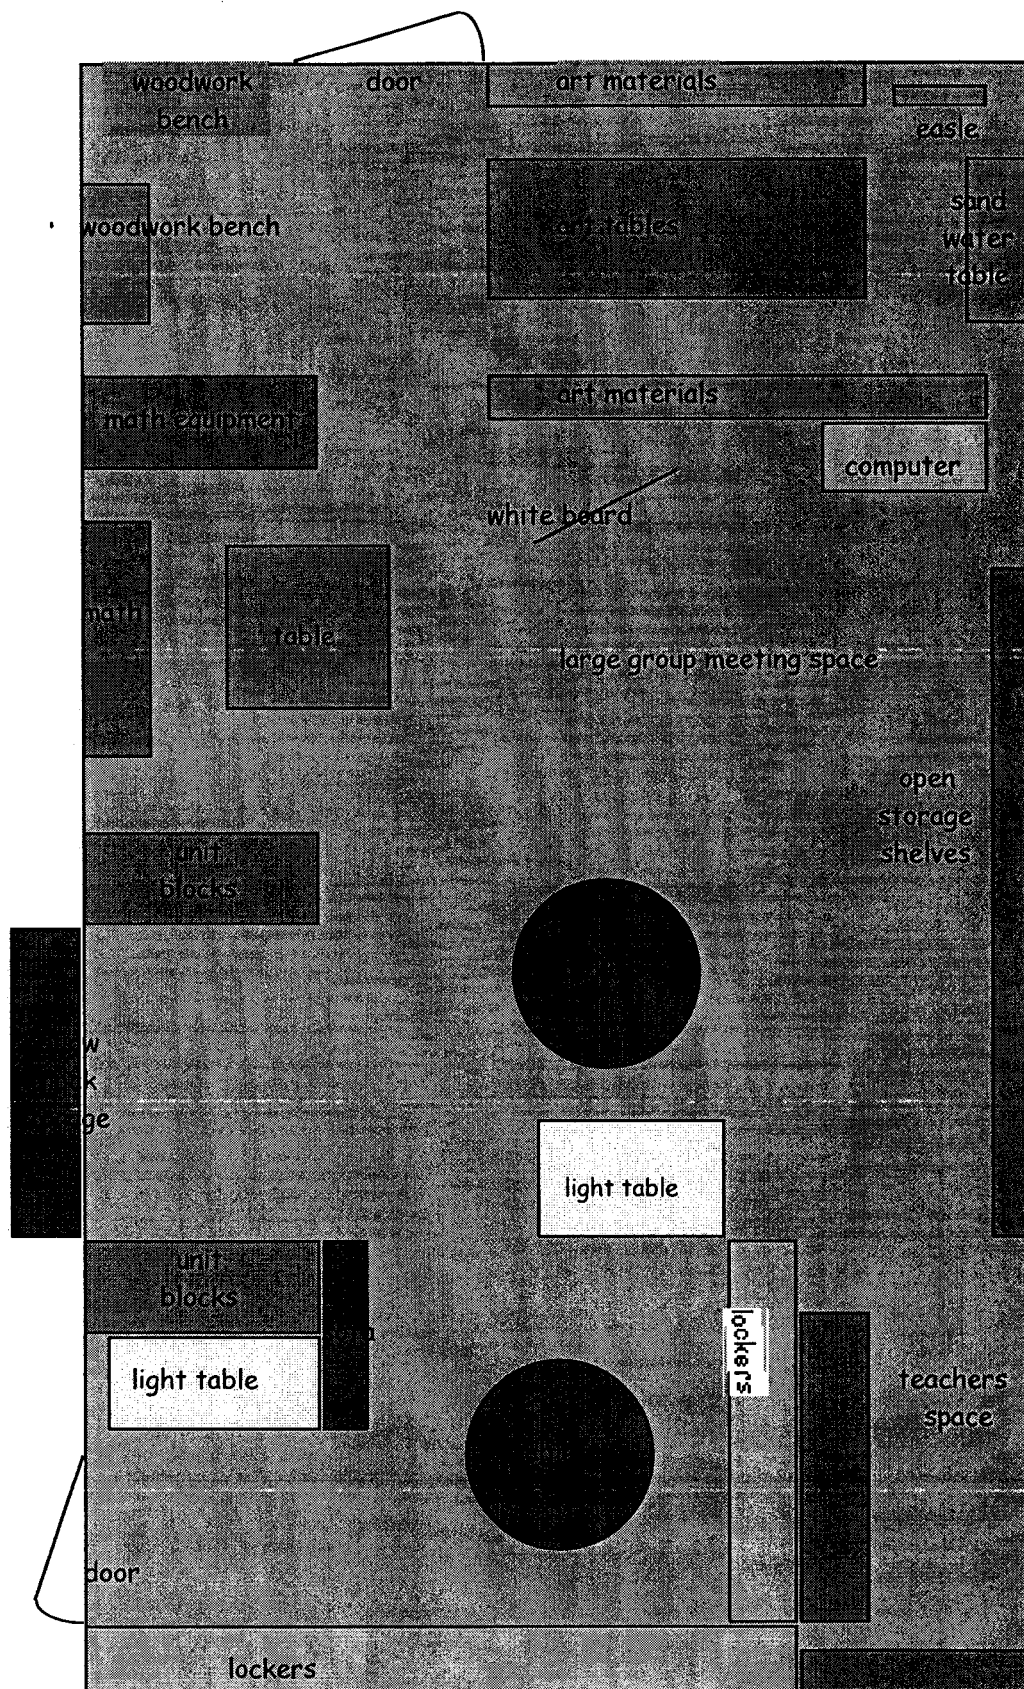 woodwork
bench
door
art materials
easle
woodwork bench
art tables
sand
water
table
math equipment
art materials
computer
white board
math
table
large group meeting space
open
storage
shelves
unit
blocks
w
k
ge
light table
unit
blocks
light table
lockers
teachers
space
door
lockers